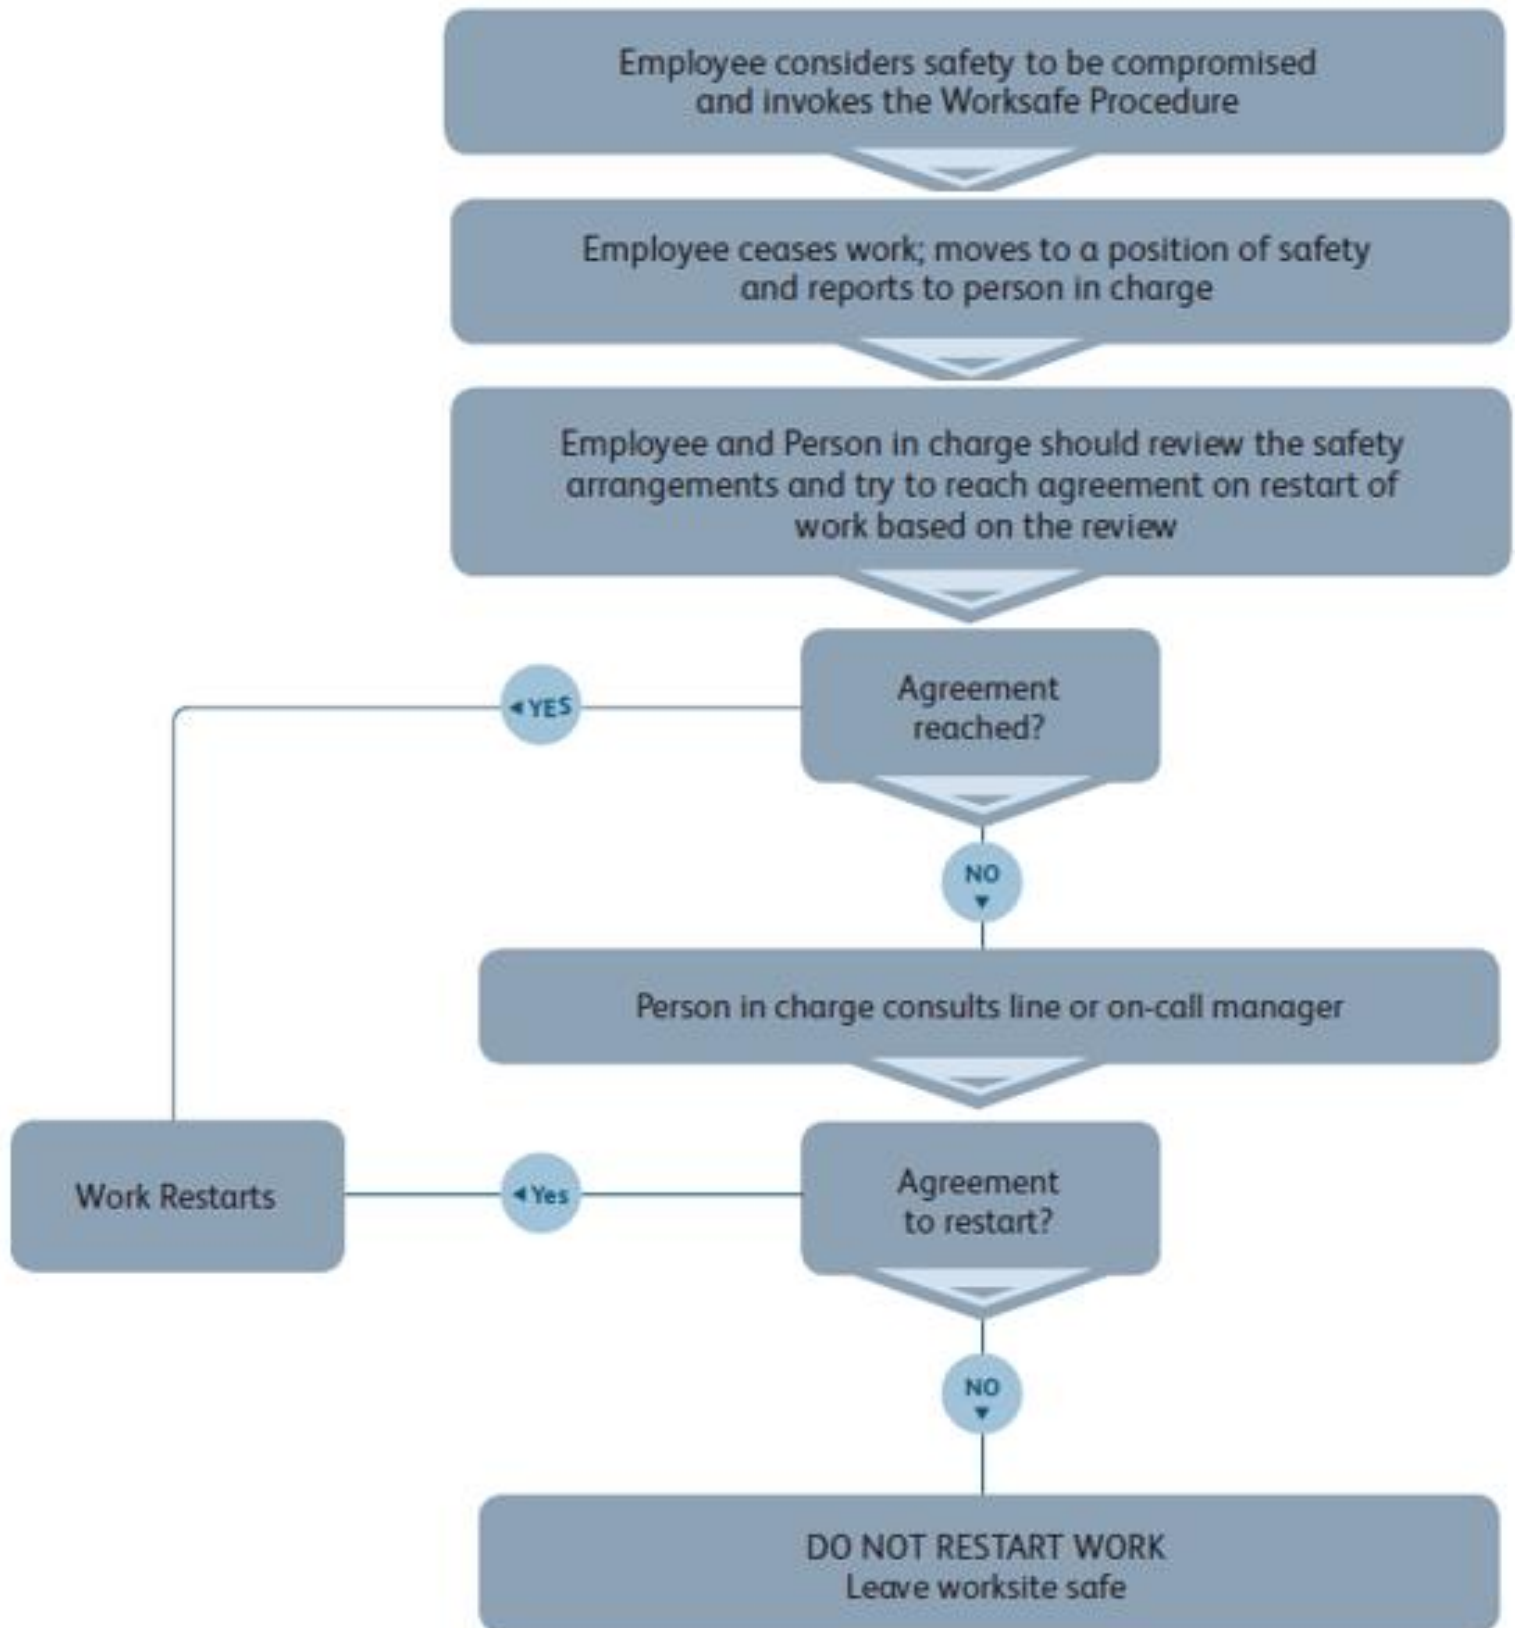 Employee considers safety to be compromised
and invokes the Worksafe Procedure
Employee ceases work; moves to a position of safety
and reports to person in charge
Employee and Person in charge should review the safety
arrangements and try to reach agreement on restart of
work based on the review
Agreement
reached?
YES
NO
Person in charge consults line or on-call manager
Agreement
to restart?
Yes
Work Restarts
NO
DO NOT RESTART WORK
Leave worksite safe